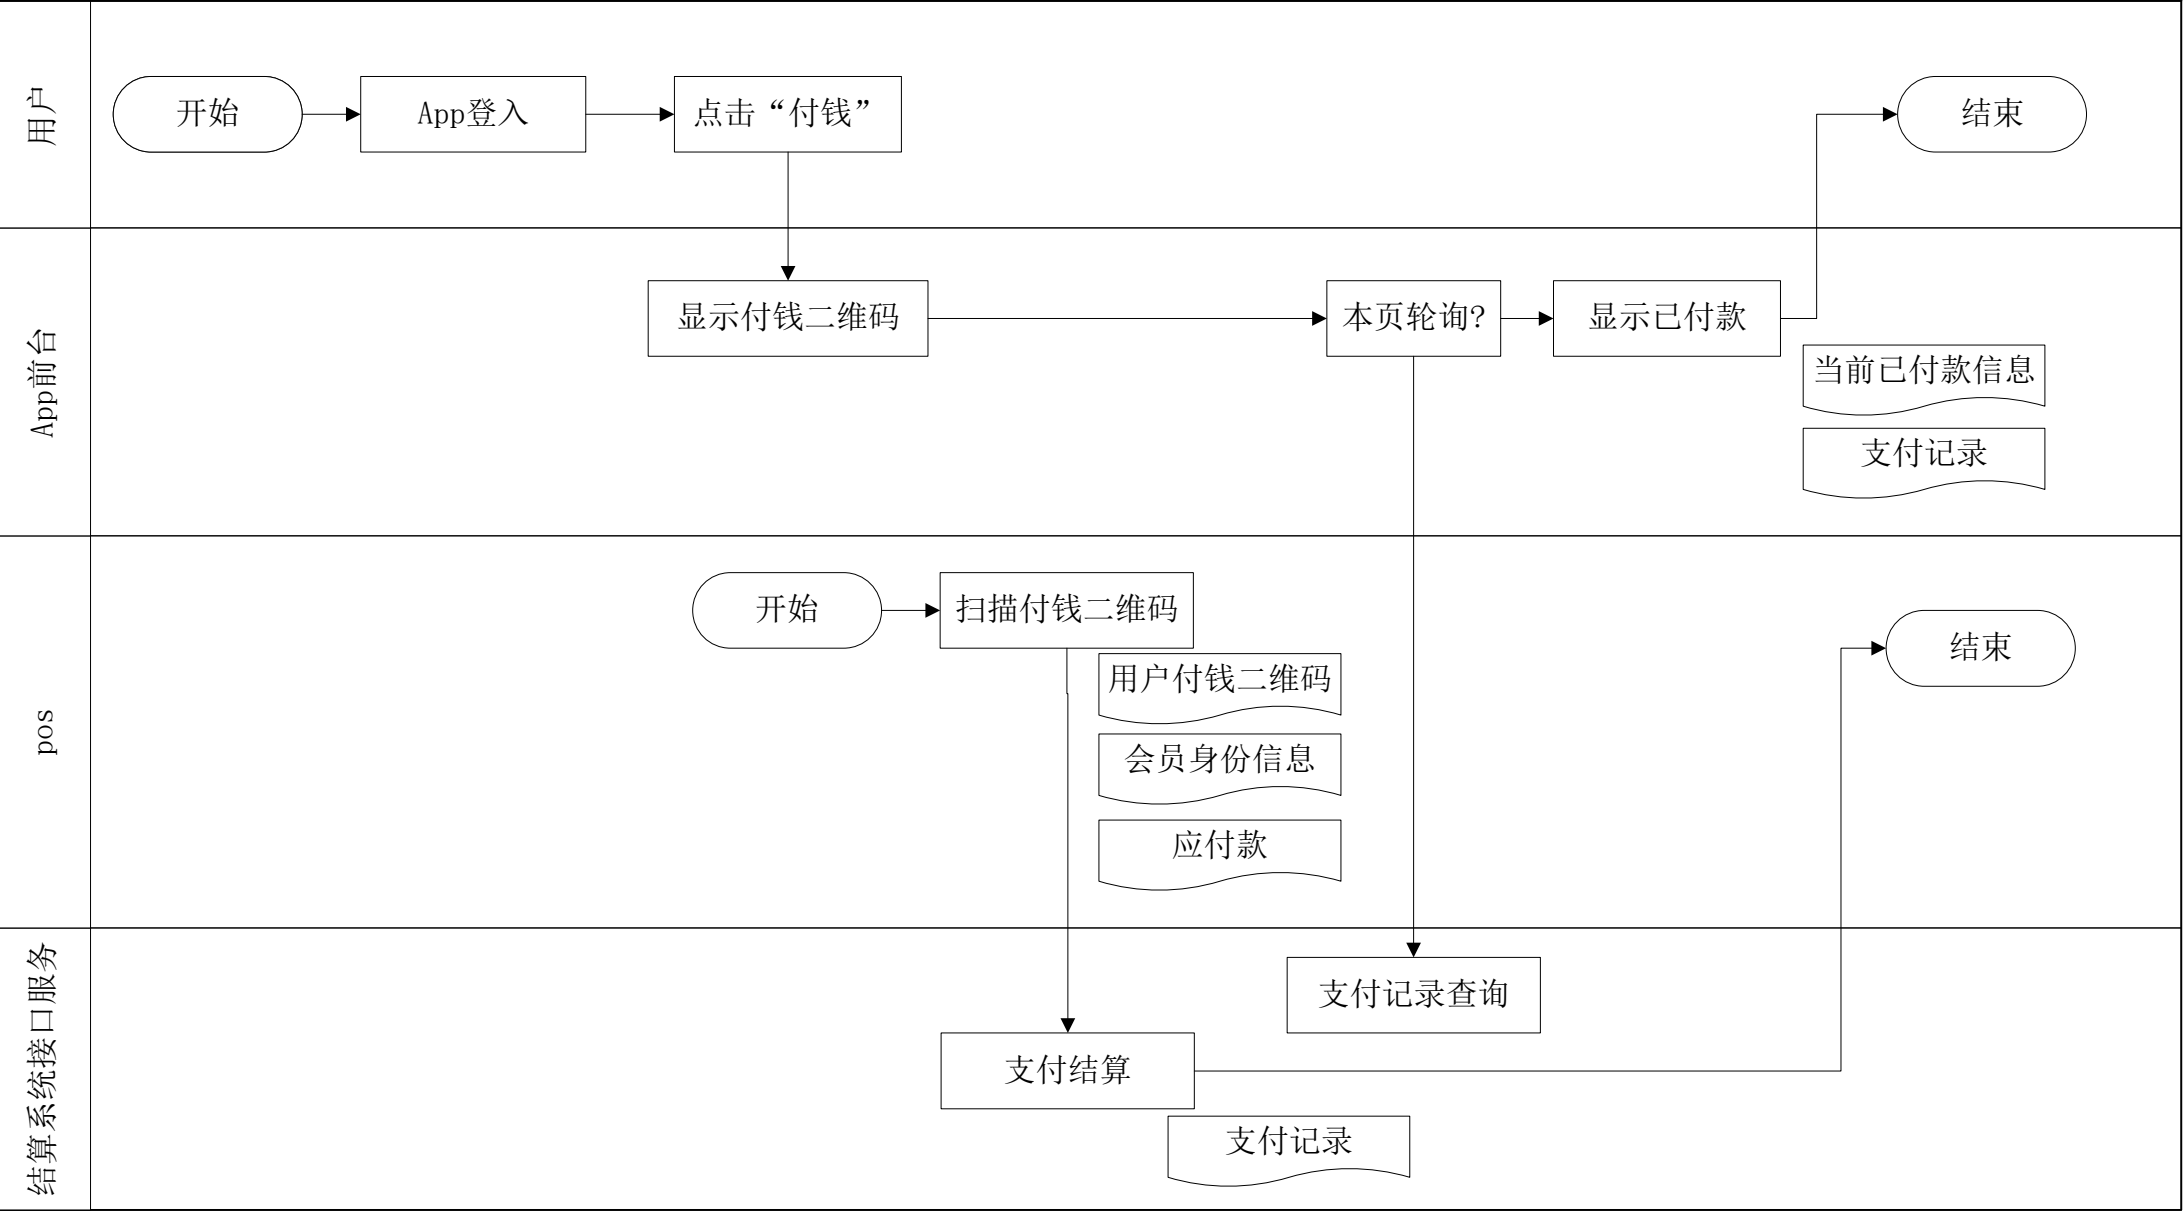 用户
开始
App登入
点击“付钱”
结束
App前台
显示付钱二维码
本页轮询?
显示已付款
当前已付款信息
支付记录
pos
开始
扫描付钱二维码
用户付钱二维码
会员身份信息
应付款
结束
结算系统接口服务
支付记录查询
支付结算
支付记录